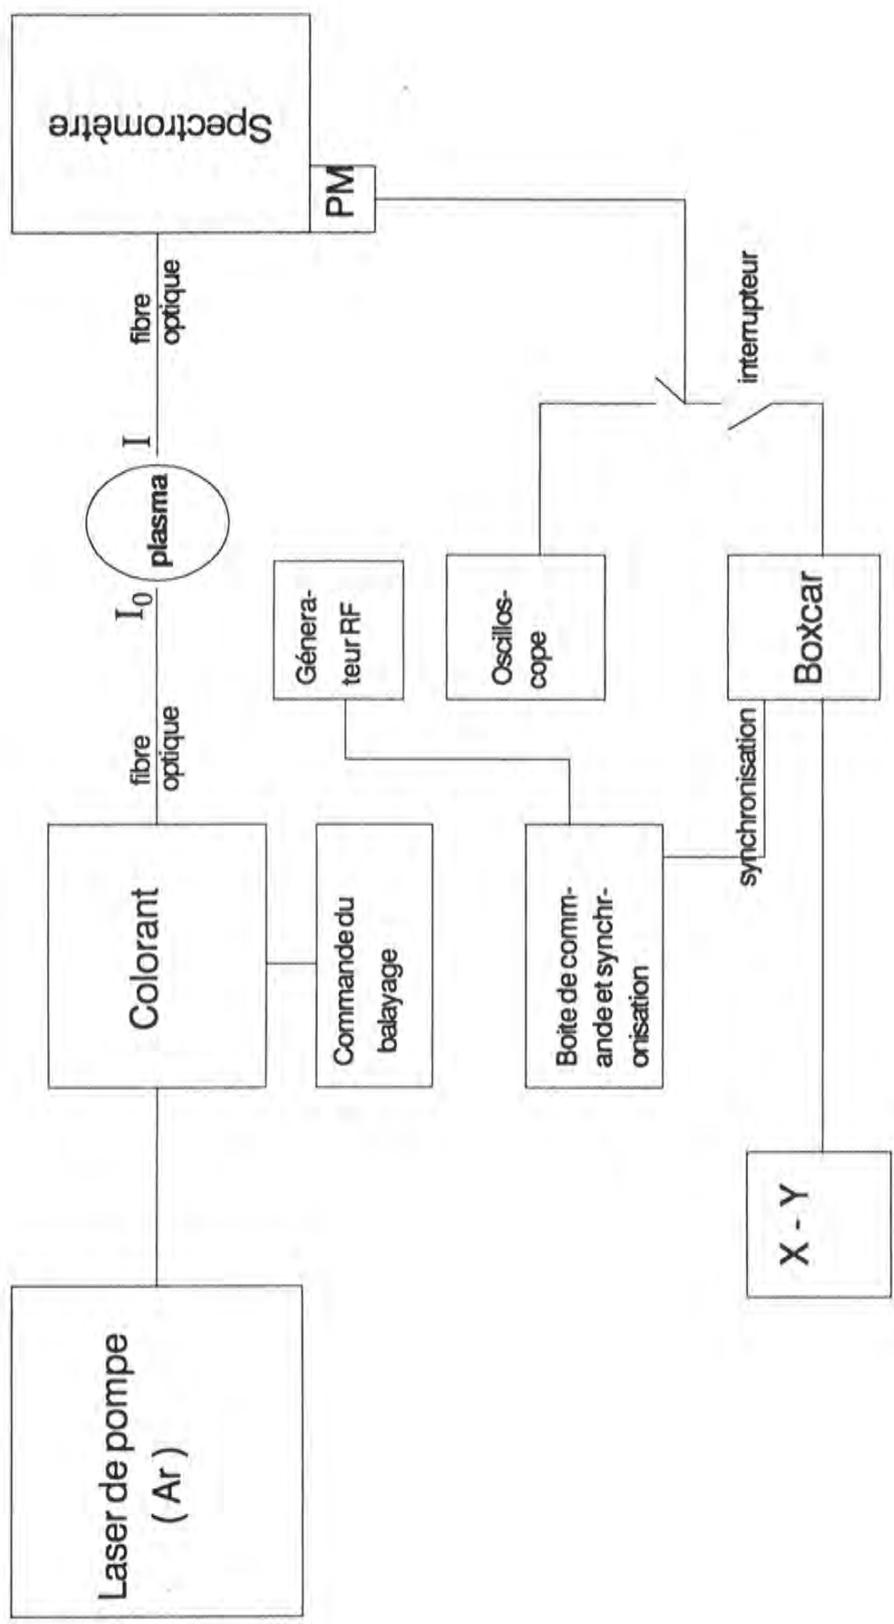 Laser de pompe
( Ar )
Colorant
fibre
optique
I0
plasma
I
fibre
optique
Spectromètre
PM
Commande du
balayage
Génera-
teur RF
Oscillos-
cope
interrupteur
Boite de comm-
ande et synchr-
onisation
synchronisation
Boxcar
X - Y